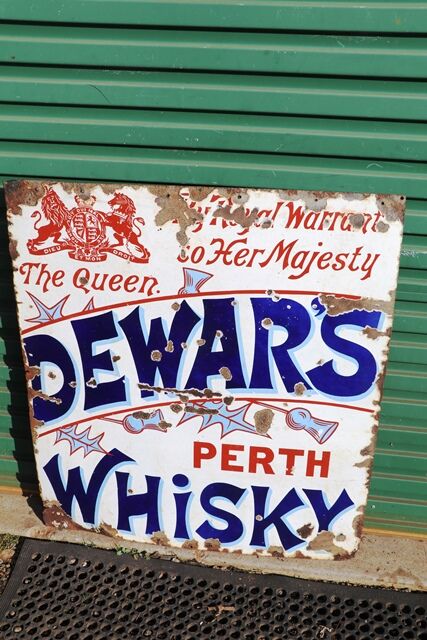 By Royal Warrant
to Her Majesty
The Queen.
DEWAR'S
PERTH
WHISKY